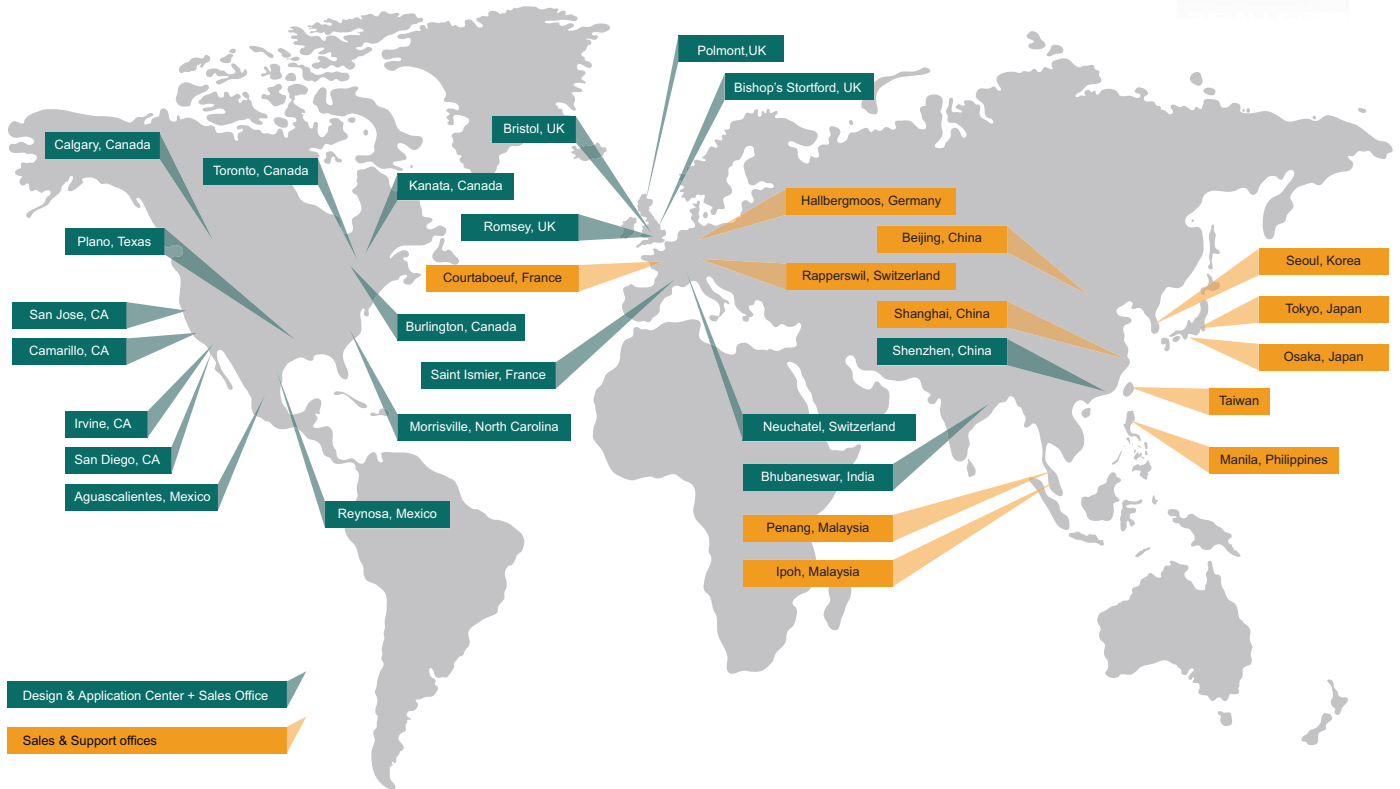 Polmont,UK
Bishop's Stortford, UK
Bristol, UK
Calgary, Canada
Toronto, Canada
Kanata, Canada
Hallbergmoos, Germany
Romsey, UK
Plano, Texas
Beijing, China
Seoul, Korea
Courtaboeuf, France
Rapperswil, Switzerland
San Jose, CA
Tokyo, Japan
Shanghai, China
Burlington, Canada
Camarillo, CA
Shenzhen, China
Osaka, Japan
Saint Ismier, France
Taiwan
Irvine, CA
Morrisville, North Carolina
Neuchatel, Switzerland
San Diego, CA
Manila, Philippines
Bhubaneswar, India
Aguascalientes, Mexico
Reynosa, Mexico
Penang, Malaysia
Ipoh, Malaysia
Design & Application Center + Sales Office
Sales & Support offices